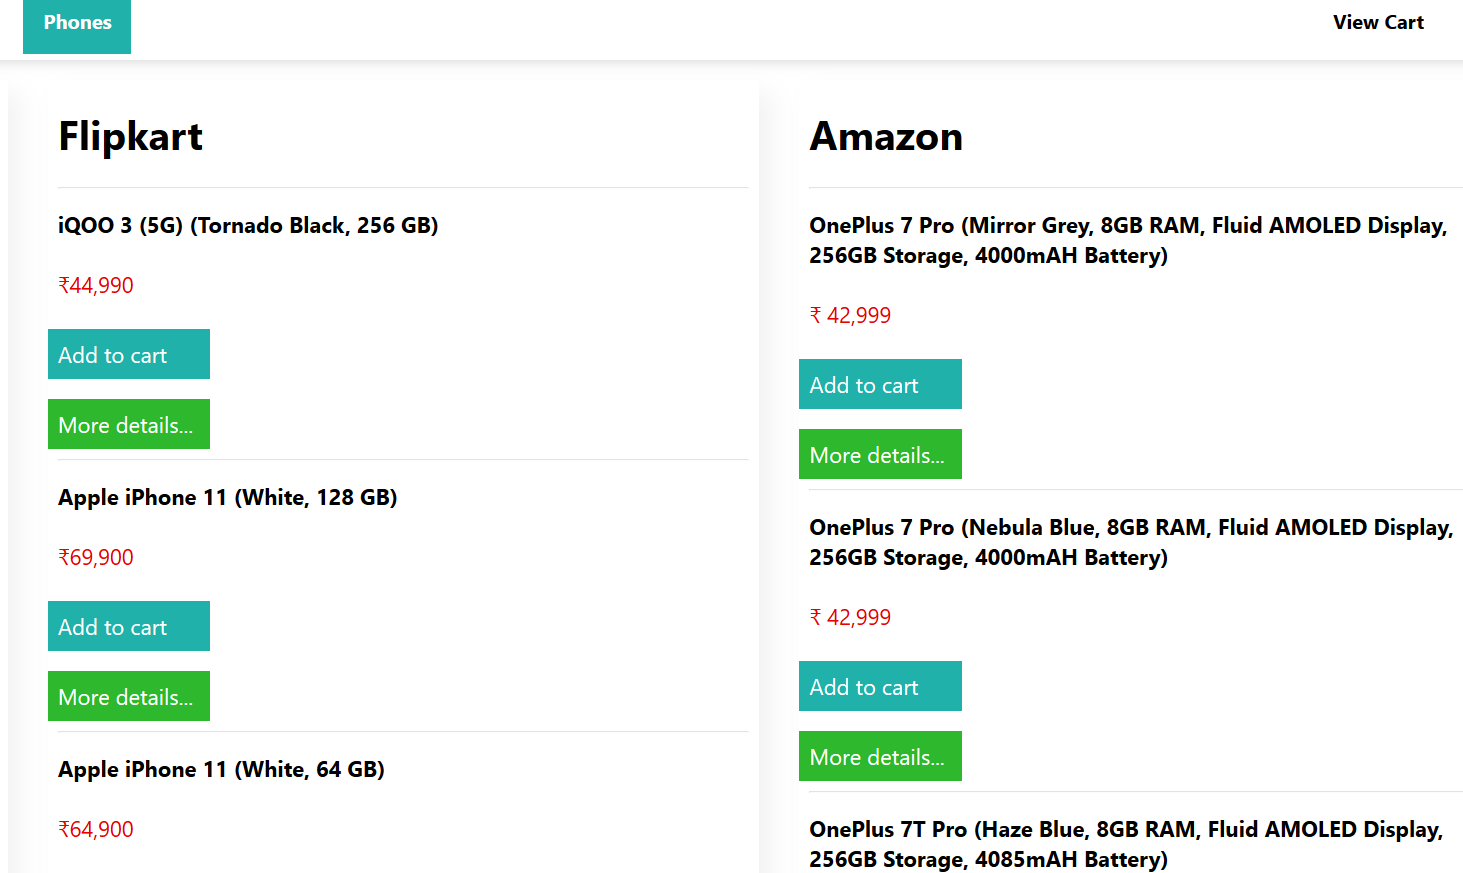 Phones
View Cart
Flipkart
iQOO 3 (5G) (Tornado Black, 256 GB)
₹44,990
Add to cart
More details...
Apple iPhone 11 (White, 128 GB)
₹69,900
Add to cart
More details...
Apple iPhone 11 (White, 64 GB)
₹64,900
Amazon
OnePlus 7 Pro (Mirror Grey, 8GB RAM, Fluid AMOLED Display,
256GB Storage, 4000mAH Battery)
₹ 42,999
Add to cart
More details...
OnePlus 7 Pro (Nebula Blue, 8GB RAM, Fluid AMOLED Display,
256GB Storage, 4000mAH Battery)
₹ 42,999
Add to cart
More details...
OnePlus 7T Pro (Haze Blue, 8GB RAM, Fluid AMOLED Display,
256GB Storage, 4085mAH Battery)